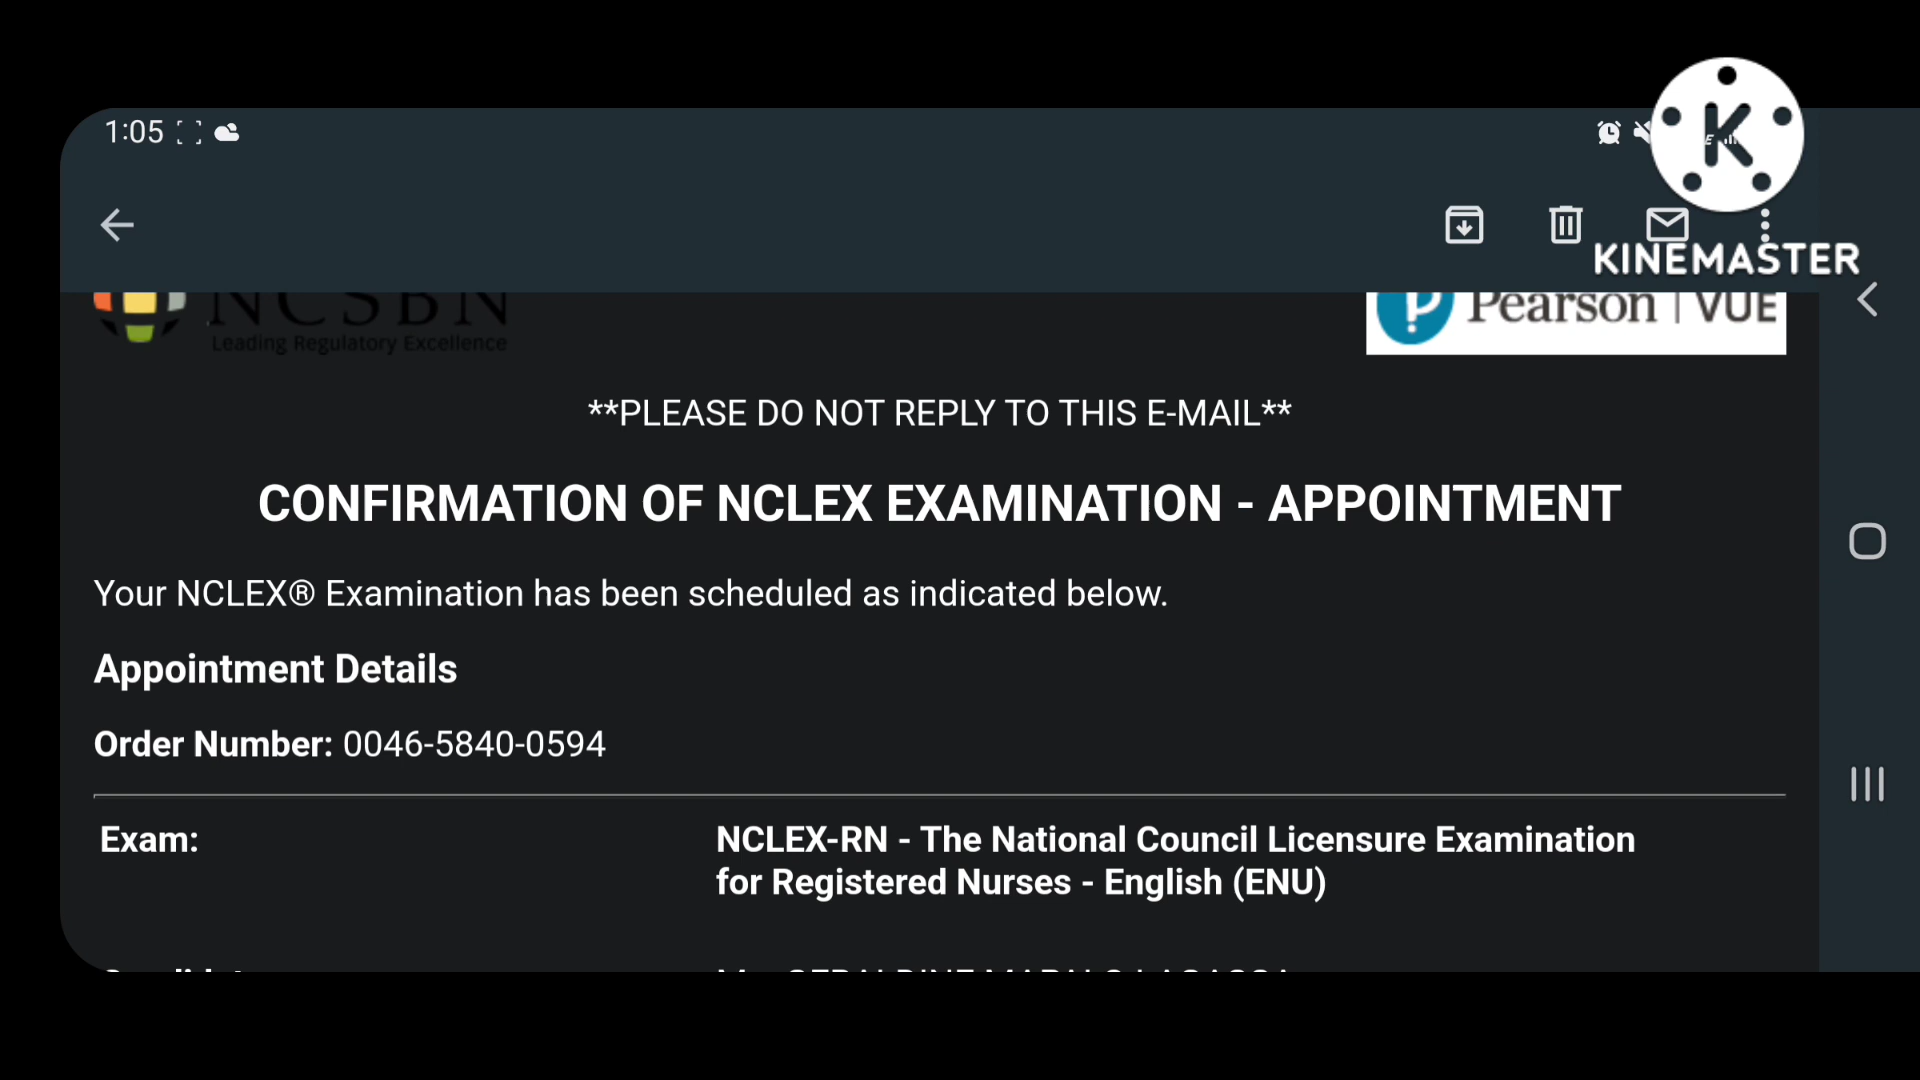 1:05
KINEMASTER
NCSBN
Leading Regulatory Excellence
Pearson | VUE
**PLEASE DO NOT REPLY TO THIS E-MAIL**
CONFIRMATION OF NCLEX EXAMINATION - APPOINTMENT
Your NCLEX® Examination has been scheduled as indicated below.
Appointment Details
Order Number: 0046-5840-0594
Exam:
NCLEX-RN - The National Council Licensure Examination
for Registered Nurses - English (ENU)